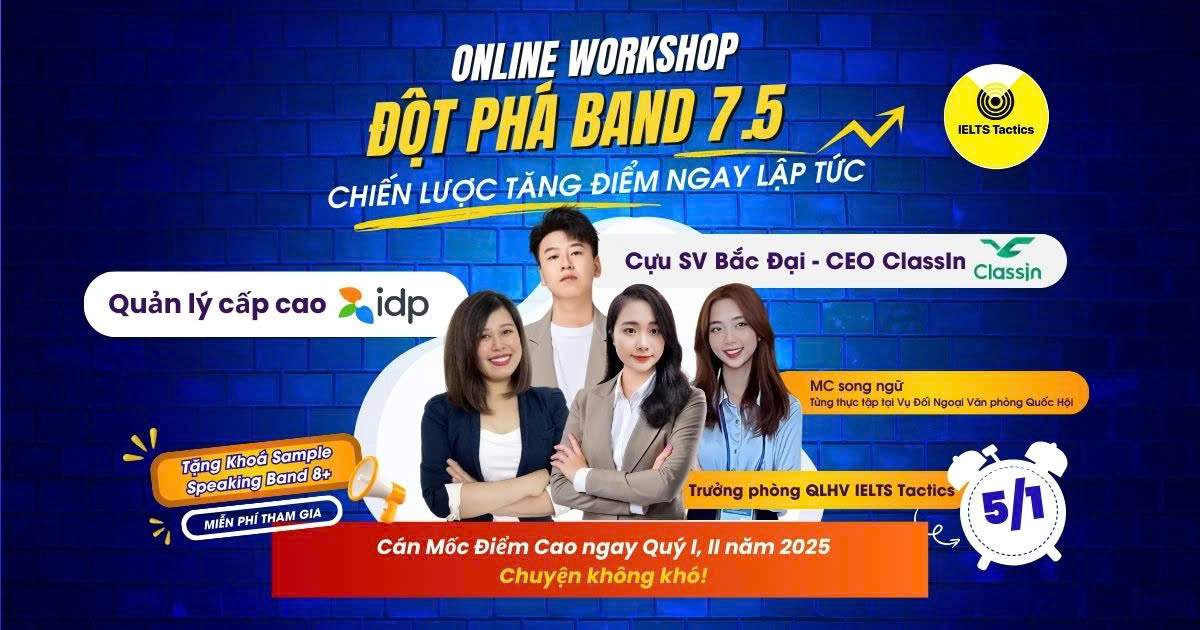 ONLINE WORKSHOP
ĐỘT PHÁ BAND 7.5
CHIẾN LƯỢC TĂNG ĐIỂM NGAY LẬP TỨC
IELTS Tactics
Cựu SV Bắc Đại - CEO ClassIn
Classin
Quản lý cấp cao
idp
MC song ngữ
Từng thực tập tại Vụ Đối Ngoại Văn phòng Quốc Hội
Tặng Khoá Sample
Speaking Band 8+
MIỄN PHÍ THAM GIA
Trưởng phòng QLHV IELTS Tactics
5/1
Cán Mốc Điểm Cao ngay Quý I, II năm 2025
Chuyện không khó!